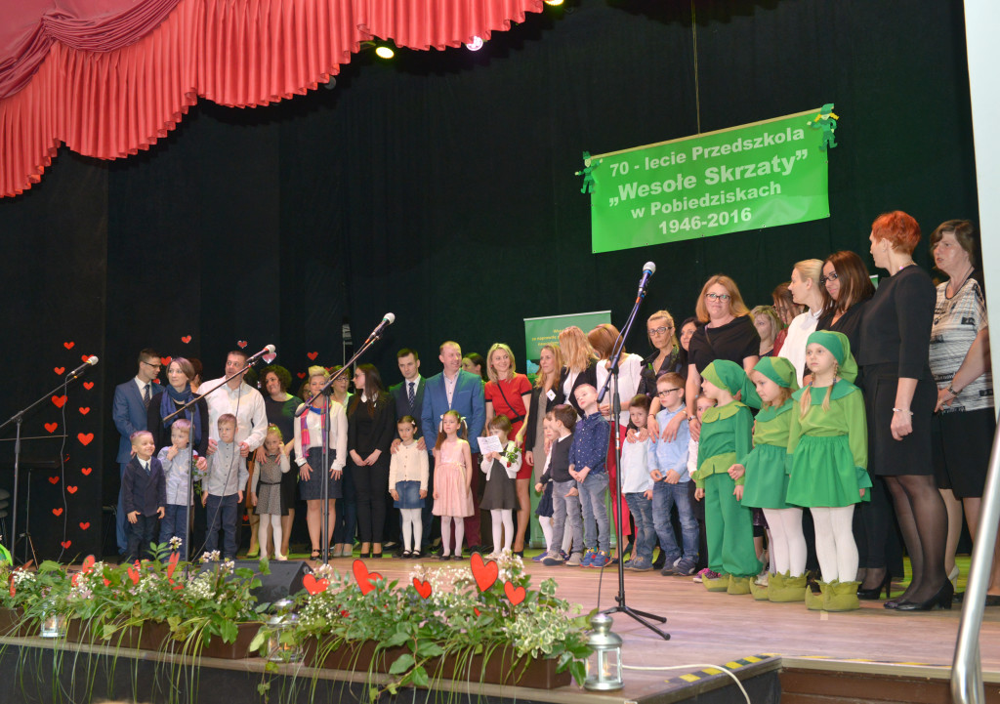 70 - lecie Przedszkola
„Wesołe Skrzaty”
w Pobiedziskach
1946-2016